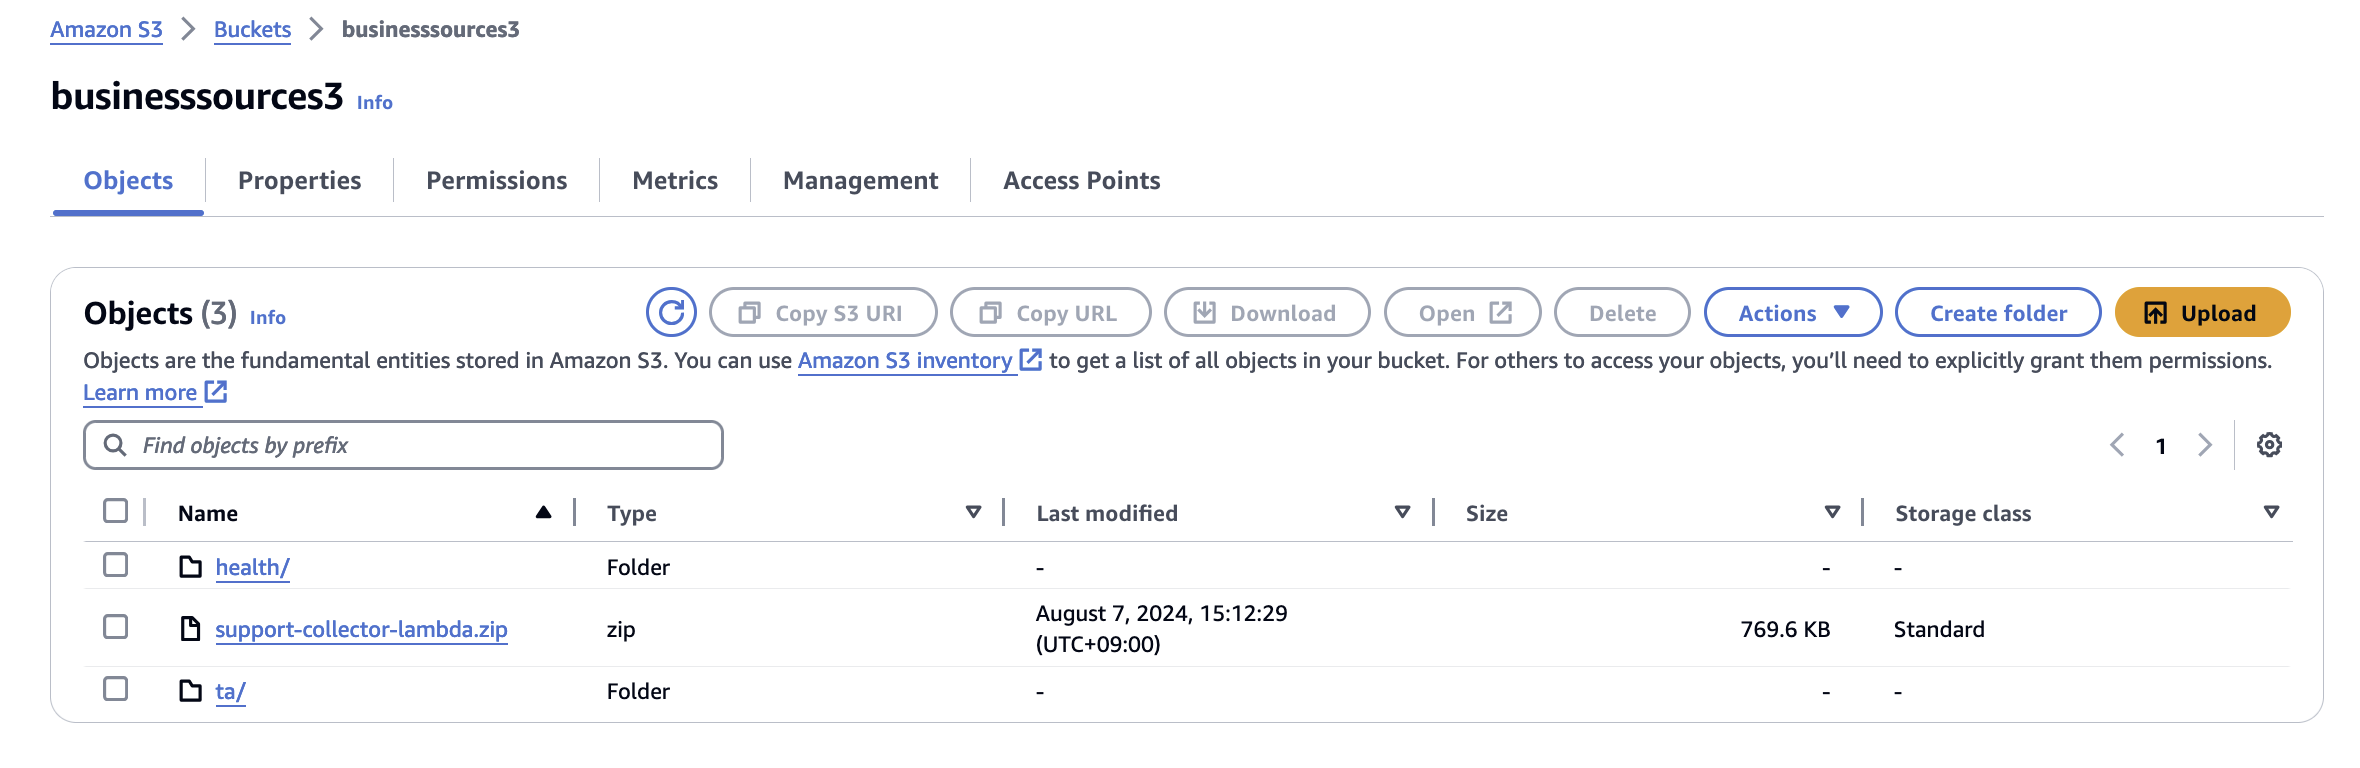 Amazon S3 > Buckets > businesssources3
businesssources3 Info
Objects Properties Permissions Metrics Management Access Points
Objects (3) Info Copy S3 URI Copy URL Download Open Delete Actions Create folder Upload
Objects are the fundamental entities stored in Amazon S3. You can use Amazon S3 inventory to get a list of all objects in your bucket. For others to access your objects, you’ll need to explicitly grant them permissions.
Learn more
Find objects by prefix 1
Name Type Last modified Size Storage class
health/ Folder - - -
support-collector-lambda.zip zip August 7, 2024, 15:12:29 (UTC+09:00) 769.6 KB Standard
ta/ Folder - - -